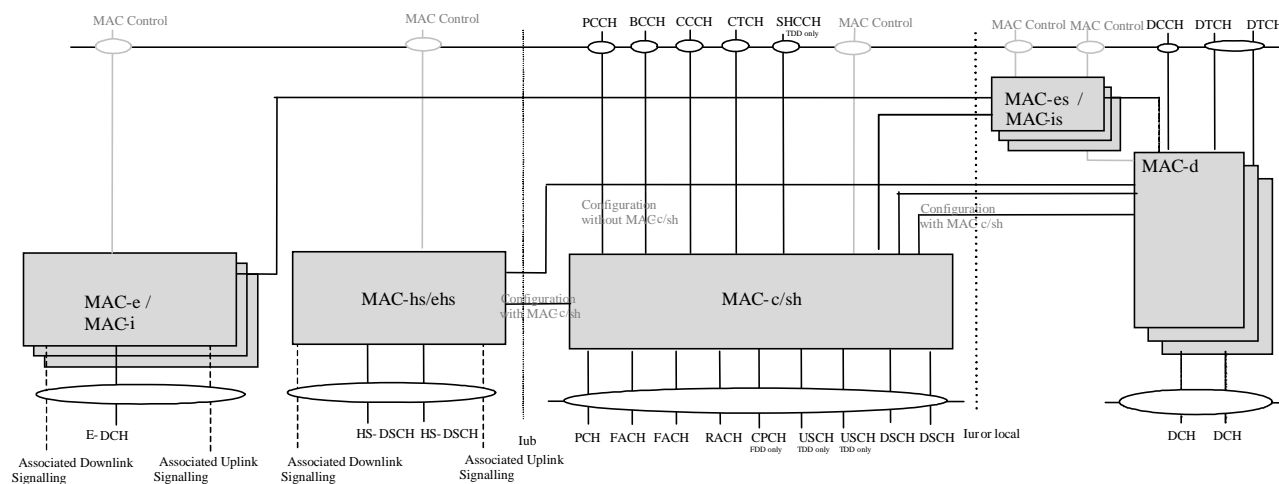 MAC Control
MAC Control
PCCH BCCH CCCH CTCH SHCCH
TDD only
MAC Control
MAC Control
MAC Control
DCCH DTCH DTCH
MAC-es /
MAC-is
MAC-d
Configuration
without MAC-c/sh
Configuration
with MAC-c/sh
MAC-e /
MAC-i
MAC-hs/ehs
Configuration
with MAC-c/sh
MAC-c/sh
E-DCH
HS-DSCH HS-DSCH
Iub
PCH FACH FACH RACH CPCH USCH USCH DSCH DSCH
FDD only TDD only TDD only
Iur or local
DCH DCH
Associated Downlink
Signalling
Associated Uplink
Signalling
Associated Downlink
Signalling
Associated Uplink
Signalling